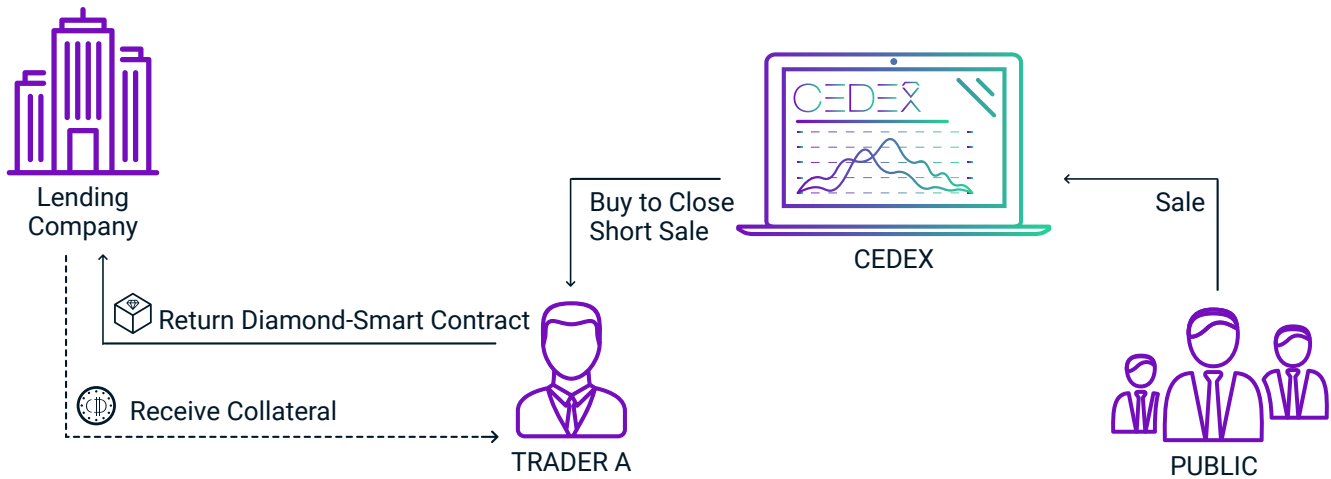 CEDEX
Lending
Company
Buy to Close
Short Sale
Sale
CEDEX
Return Diamond-Smart Contract
Receive Collateral
TRADER A
PUBLIC